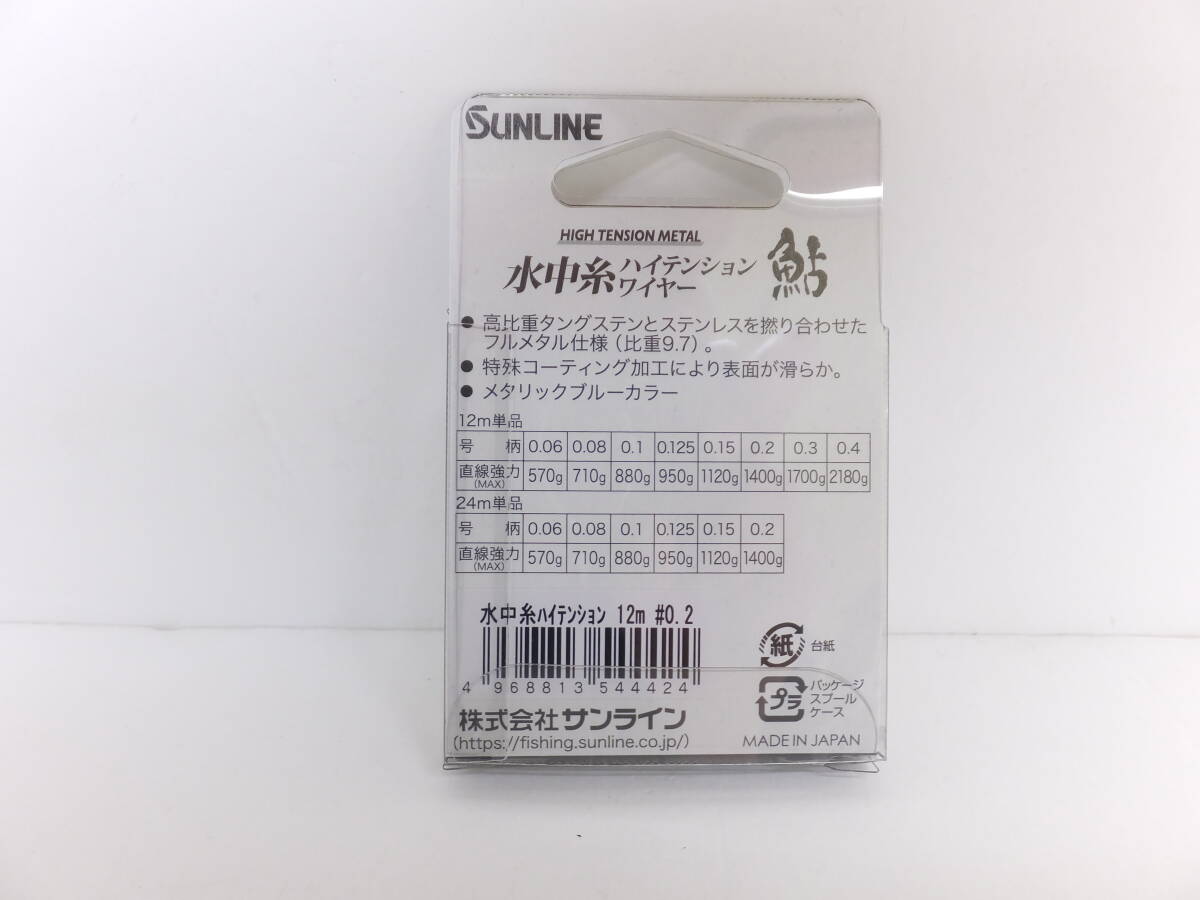 SUNLINE
HIGH TENSION METAL
水中糸 ハイテンション ワイヤー 鮎
● 高比重タングステンとステンレスを撚り合わせた
フルメタル仕様（比重9.7）。
● 特殊コーティング加工により表面が滑らか。
● メタリックブルーカラー
12m単品
号柄 0.06 0.08 0.1 0.125 0.15 0.2 0.3 0.4
直線強力(MAX) 570g 710g 880g 950g 1120g 1400g 1700g 2180g
24m単品
号柄 0.06 0.08 0.1 0.125 0.15 0.2
直線強力(MAX) 570g 710g 880g 950g 1120g 1400g
水中糸ﾊｲﾃﾝｼｮﾝ 12m #0.2
4 968813 544424
紙 台紙
プラ パッケージ
スプール
ケース
株式会社サンライン
(https://fishing.sunline.co.jp/)
MADE IN JAPAN